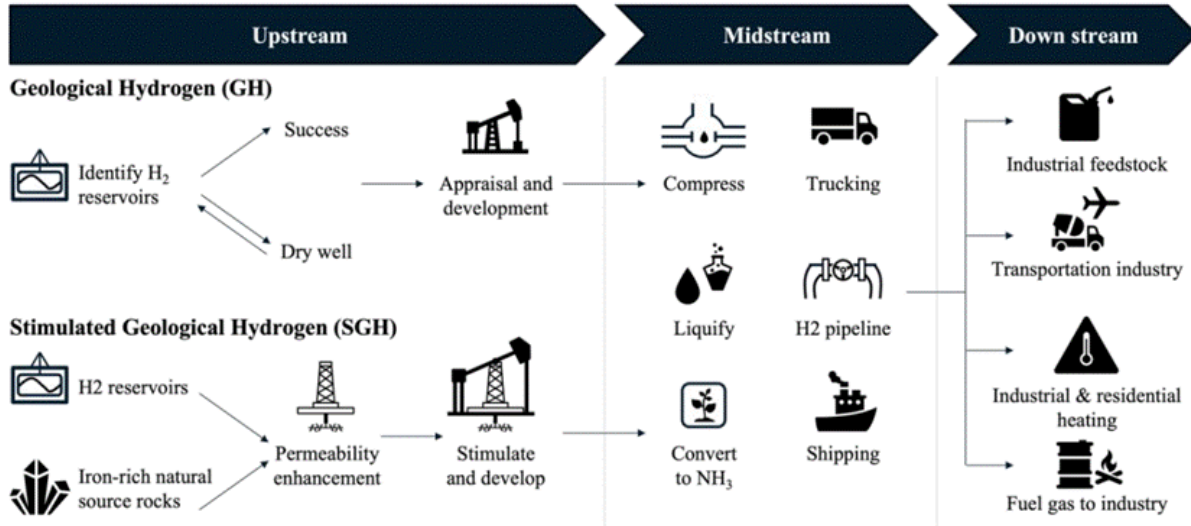 Upstream
Midstream
Down stream
Geological Hydrogen (GH)
Success
Identify H₂
reservoirs
Dry well
Appraisal and
development
Compress
Trucking
Industrial feedstock
Transportation industry
Liquify
H2 pipeline
Stimulated Geological Hydrogen (SGH)
H2 reservoirs
Iron-rich natural
source rocks
Permeability
enhancement
Stimulate
and develop
Convert
to NH₃
Shipping
Industrial & residential
heating
Fuel gas to industry